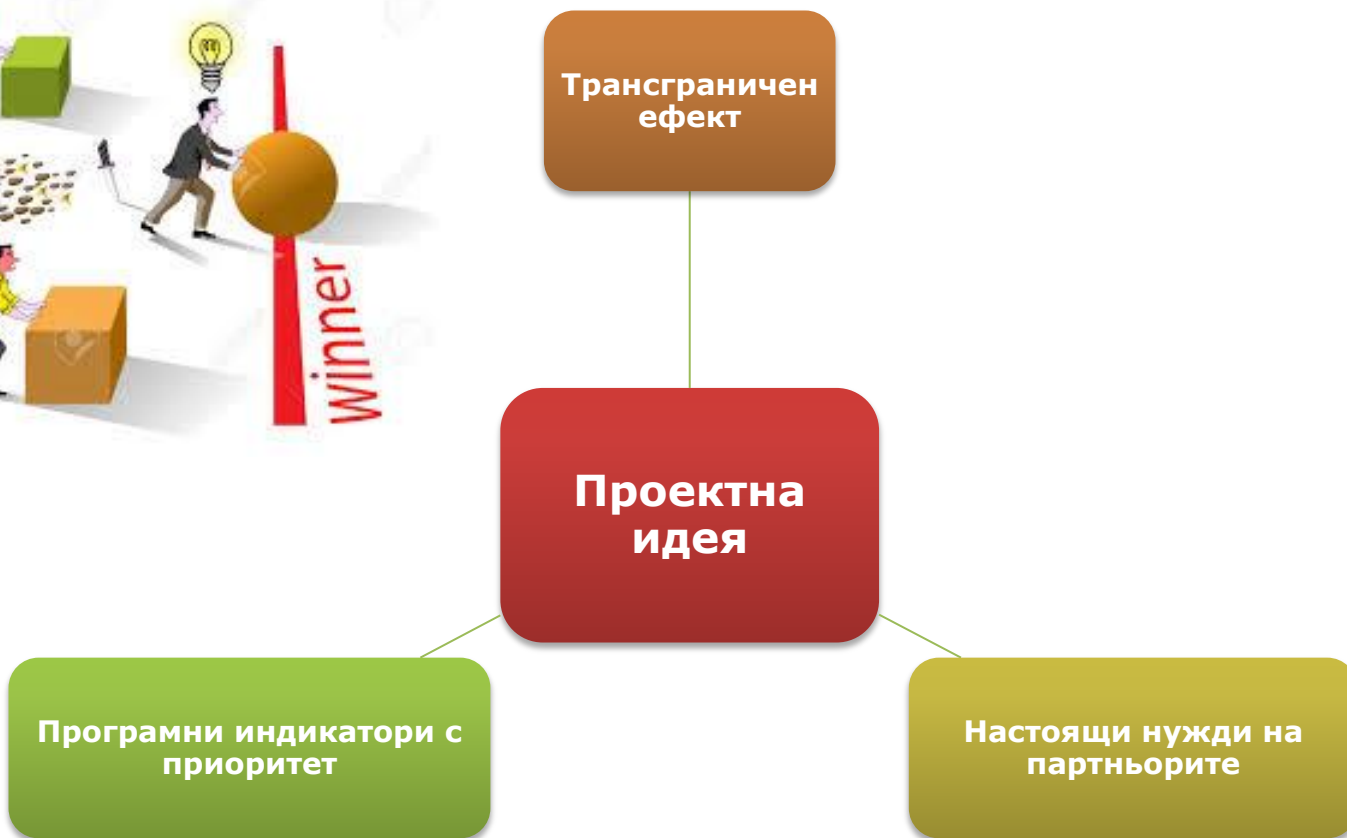 Трансграничен
ефект
winner
Проектна
идея
Програмни индикатори с
приоритет
Настоящи нужди на
партньорите